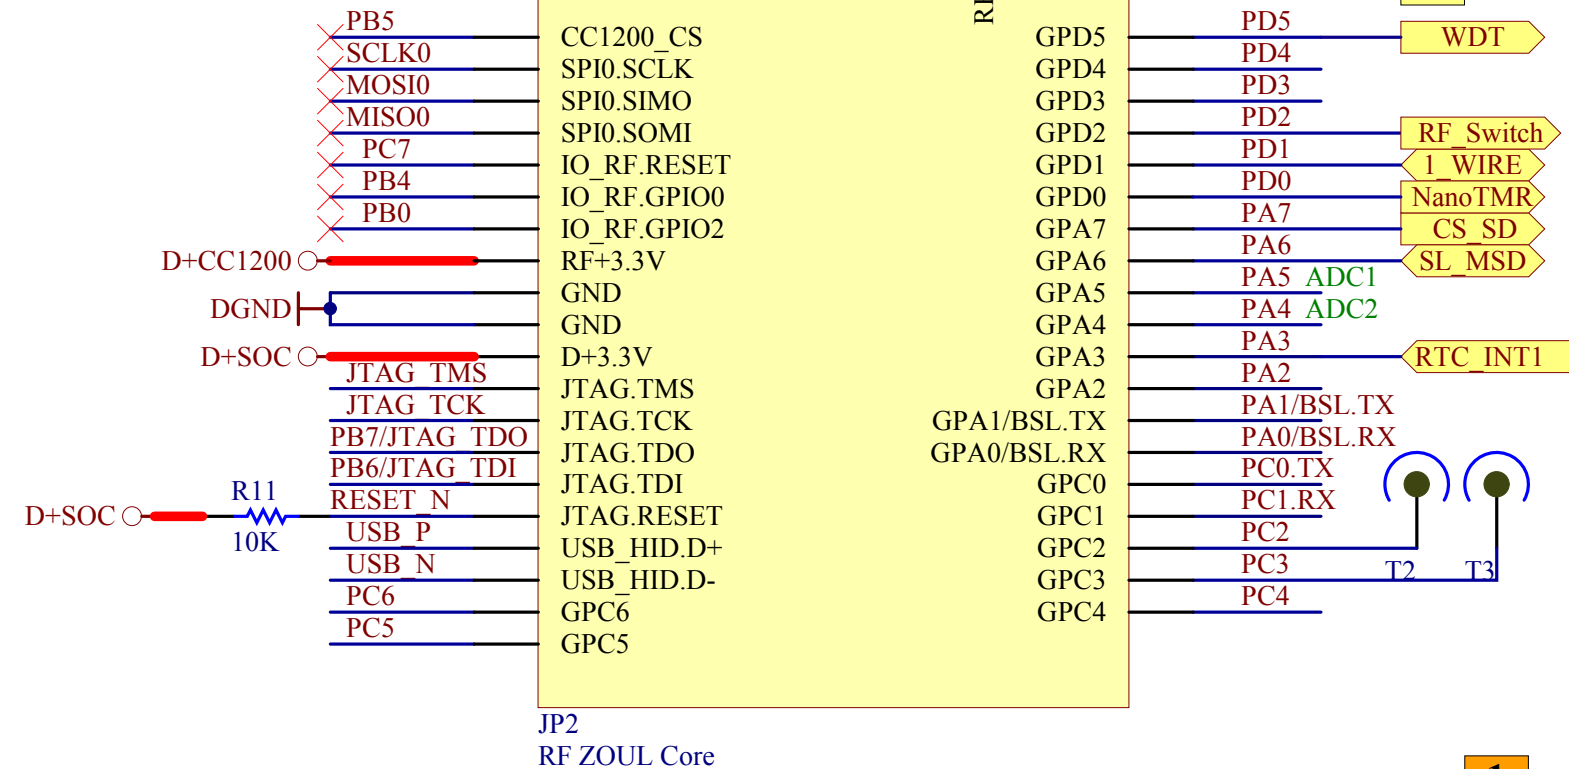 PB5
CC1200_CS
GPD5
PD5
WDT
SCLK0
SPI0.SCLK
GPD4
PD4
MOSI0
SPI0.SIMO
GPD3
PD3
MISO0
SPI0.SOMI
GPD2
PD2
RF_Switch
PC7
IO_RF.RESET
GPD1
PD1
1_WIRE
PB4
IO_RF.GPIO0
GPD0
PD0
NanoTMR
PB0
IO_RF.GPIO2
GPA7
PA7
CS_SD
D+CC1200
RF+3.3V
GPA6
PA6
SL_MSD
DGND
GND
GPA5
PA5 ADC1
GND
GPA4
PA4 ADC2
D+SOC
D+3.3V
GPA3
PA3
RTC_INT1
JTAG_TMS
JTAG.TMS
GPA2
PA2
JTAG_TCK
JTAG.TCK
GPA1/BSL.TX
PA1/BSL.TX
PB7/JTAG_TDO
JTAG.TDO
GPA0/BSL.RX
PA0/BSL.RX
PB6/JTAG_TDI
JTAG.TDI
GPC0
PC0.TX
D+SOC
R11
10K
RESET_N
JTAG.RESET
GPC1
PC1.RX
USB_P
USB_HID.D+
GPC2
PC2
USB_N
USB_HID.D-
GPC3
PC3
T2
T3
PC6
GPC6
GPC4
PC4
PC5
GPC5
JP2
RF ZOUL Core